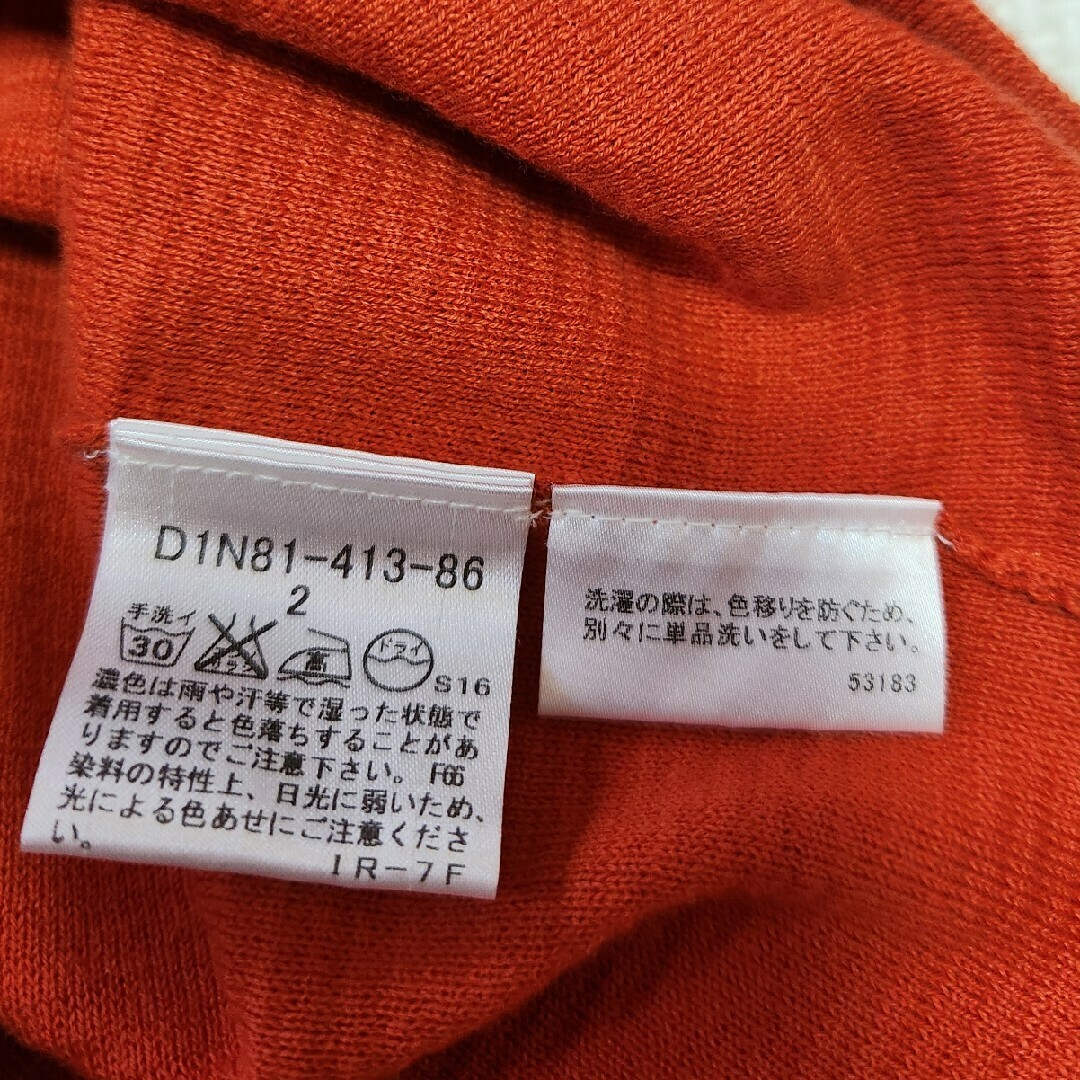 D1N81-413-86
2
手洗イ
30 エンソ 高 ドライ S16
濃色は雨や汗等で湿った状態で
着用すると色落ちすることがあ
りますのでご注意下さい。 F66
染料の特性上、日光に弱いため、
光による色あせにご注意くださ
い。
IR-7F
洗濯の際は、色移りを防ぐため、
別々に単品洗いをして下さい。
53183